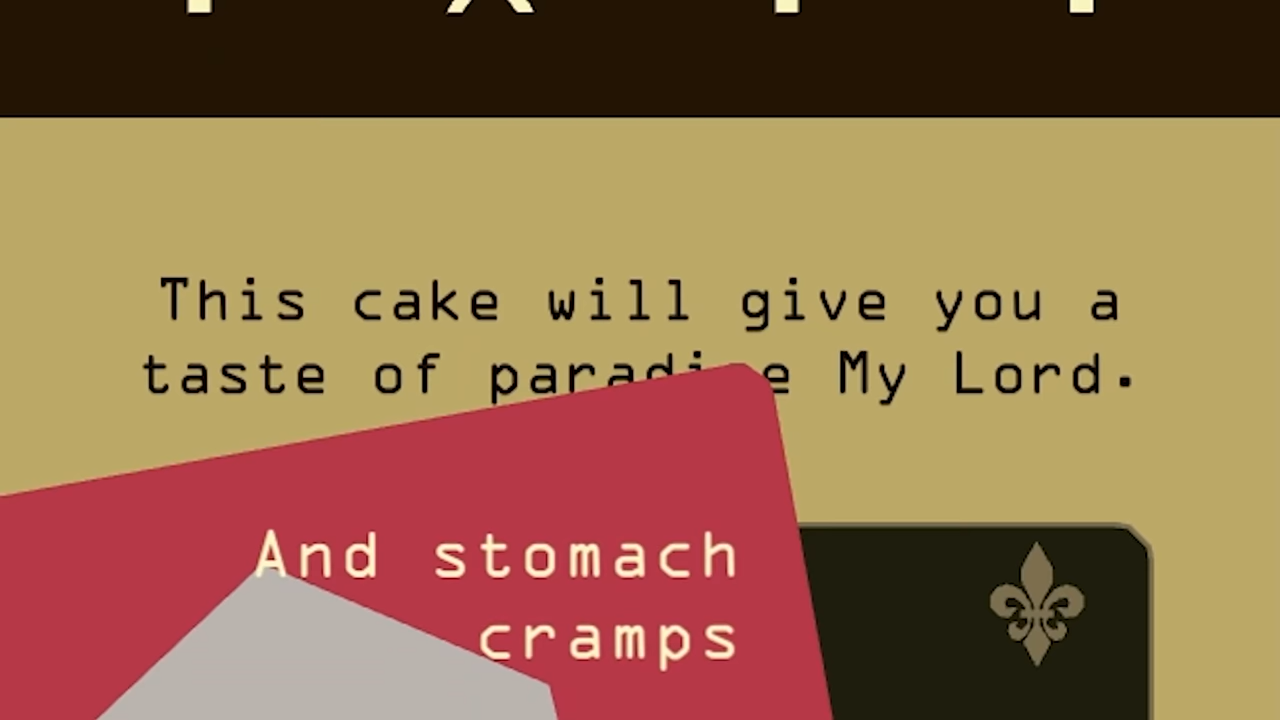 This cake will give you a
taste of paradise My Lord.
And stomach
cramps